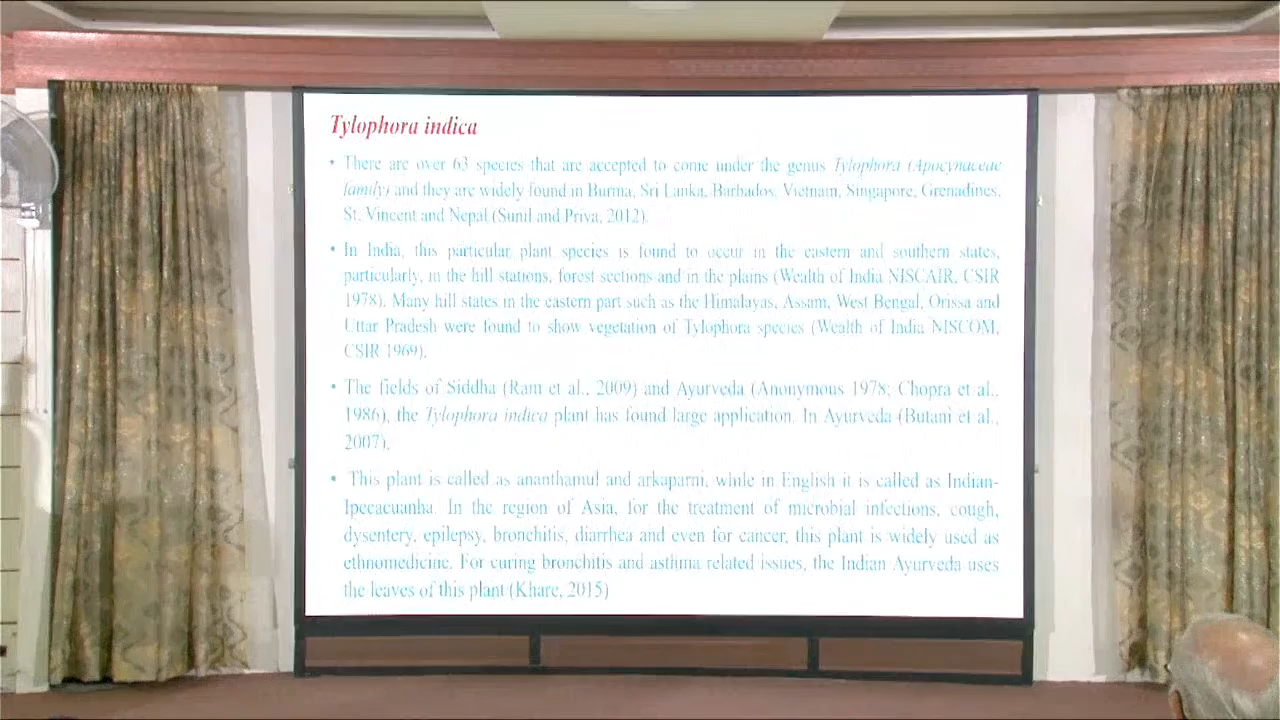 Tylophora indica
• There are over 63 species that are accepted to come under the genus Tylophora (Apocynaceae
family) and they are widely found in Burma, Sri Lanka, Barbados, Vietnam, Singapore, Grenadines,
St. Vincent and Nepal (Sunil and Priya, 2012).
• In India, this particular plant species is found to occur in the eastern and southern states,
particularly, in the hill stations, forest sections and in the plains (Wealth of India NISCAIR, CSIR
1978). Many hill states in the eastern part such as the Himalayas, Assam, West Bengal, Orissa and
Uttar Pradesh were found to show vegetation of Tylophora species (Wealth of India NISCOM,
CSIR 1969).
• The fields of Siddha (Ram et al., 2009) and Ayurveda (Anonymous 1978; Chopra et al.,
1986), the Tylophora indica plant has found large application. In Ayurveda (Butani et al.,
2007),
• This plant is called as ananthamul and arkaparni, while in English it is called as Indian-
Ipecacuanha. In the region of Asia, for the treatment of microbial infections, cough,
dysentery, epilepsy, bronchitis, diarrhea and even for cancer, this plant is widely used as
ethnomedicine. For curing bronchitis and asthma related issues, the Indian Ayurveda uses
the leaves of this plant (Khare, 2015)